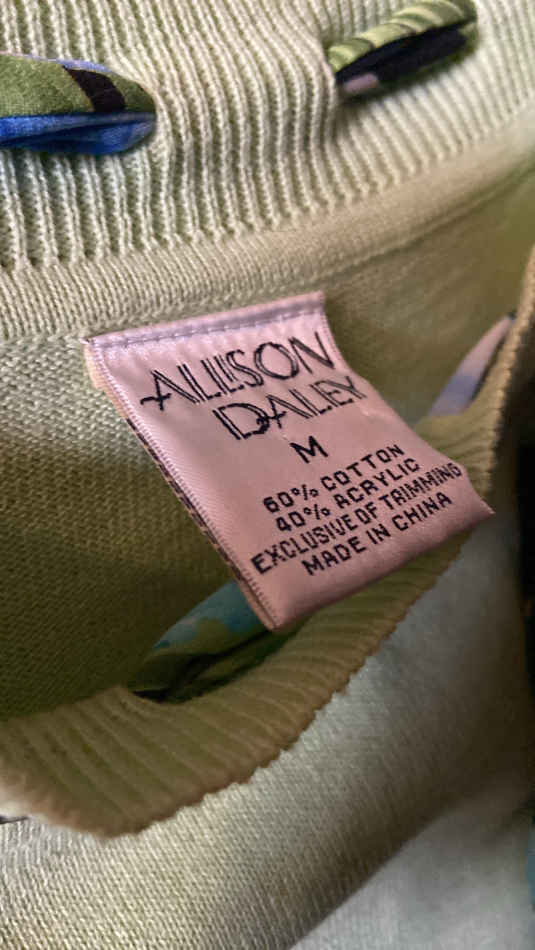 ALLISON
DALEY
M
60% COTTON
40% ACRYLIC
EXCLUSIVE OF TRIMMING
MADE IN CHINA